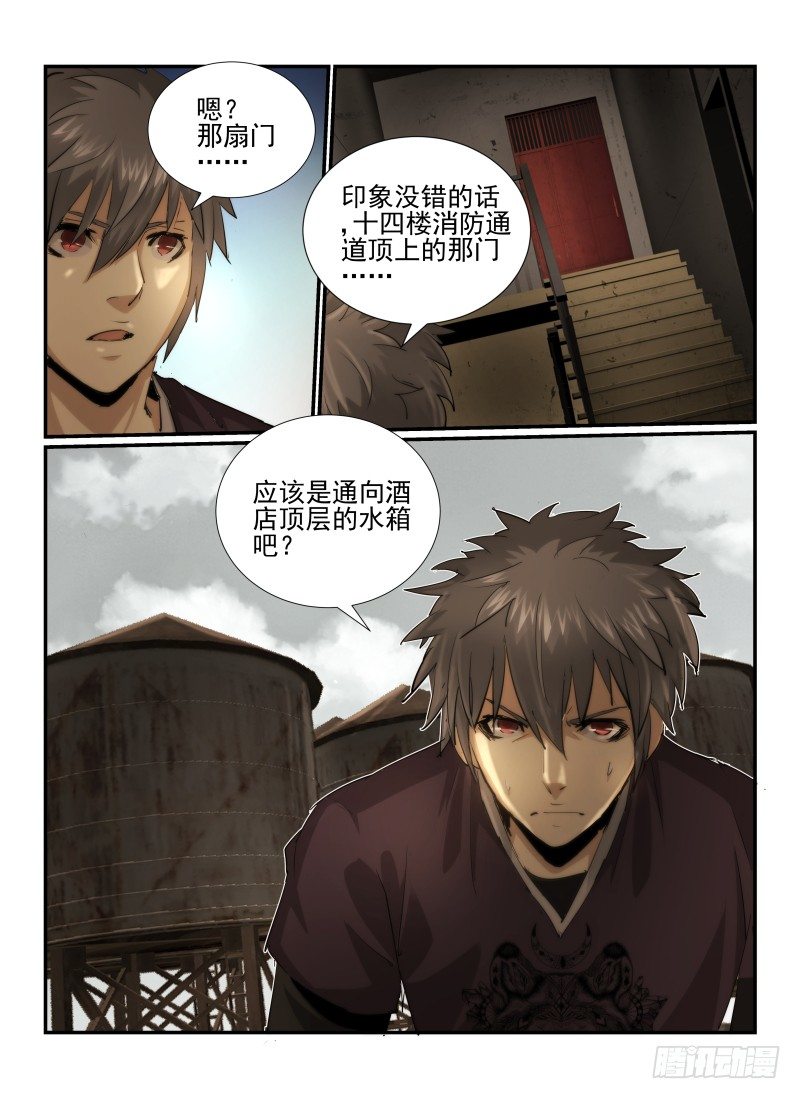 嗯？
那扇门
……
印象没错的话
,十四楼消防通
道顶上的那门
……
应该是通向酒
店顶层的水箱
吧？
腾讯动漫